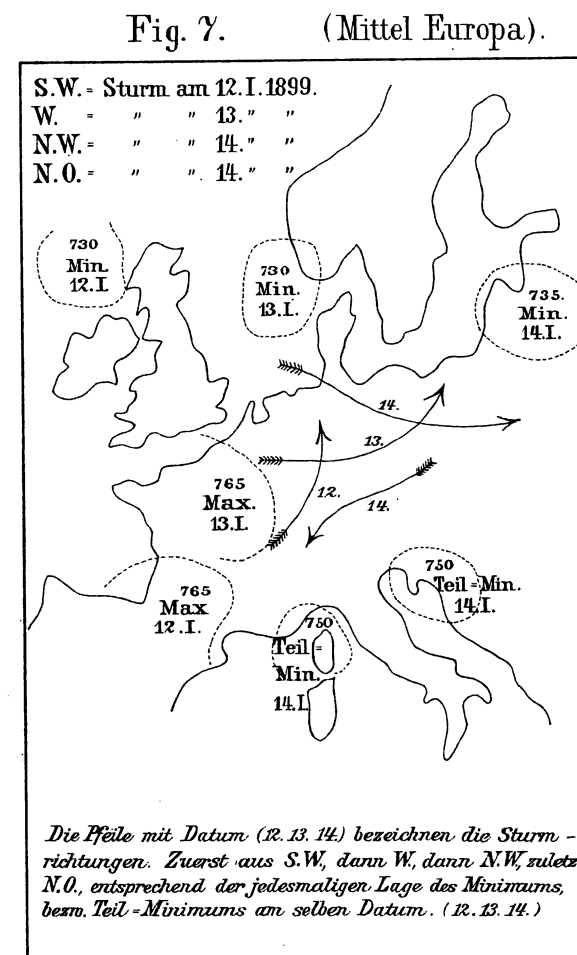 Fig. 7. (Mittel Europa).
S.W. = Sturm am 12.I.1899.
W. = " " 13. " "
N.W. = " " 14. " "
N.O. = " " 14. " "
730
Min.
12.I
730
Min.
13.I.
735.
Min.
14.I.
14.
13.
12.
14.
765
Max.
13.I.
765
Max
12.I.
750
Teil =
Min.
14.I.
750
Teil = Min.
14.I.
Die Pfeile mit Datum (12. 13. 14.) bezeichnen die Sturm -
richtungen. Zuerst aus S.W., dann W., dann N.W., zuletz
N.O., entsprechend der jedesmaligen Lage des Minimums,
bezw. Teil = Minimums am selben Datum. (12. 13. 14.)